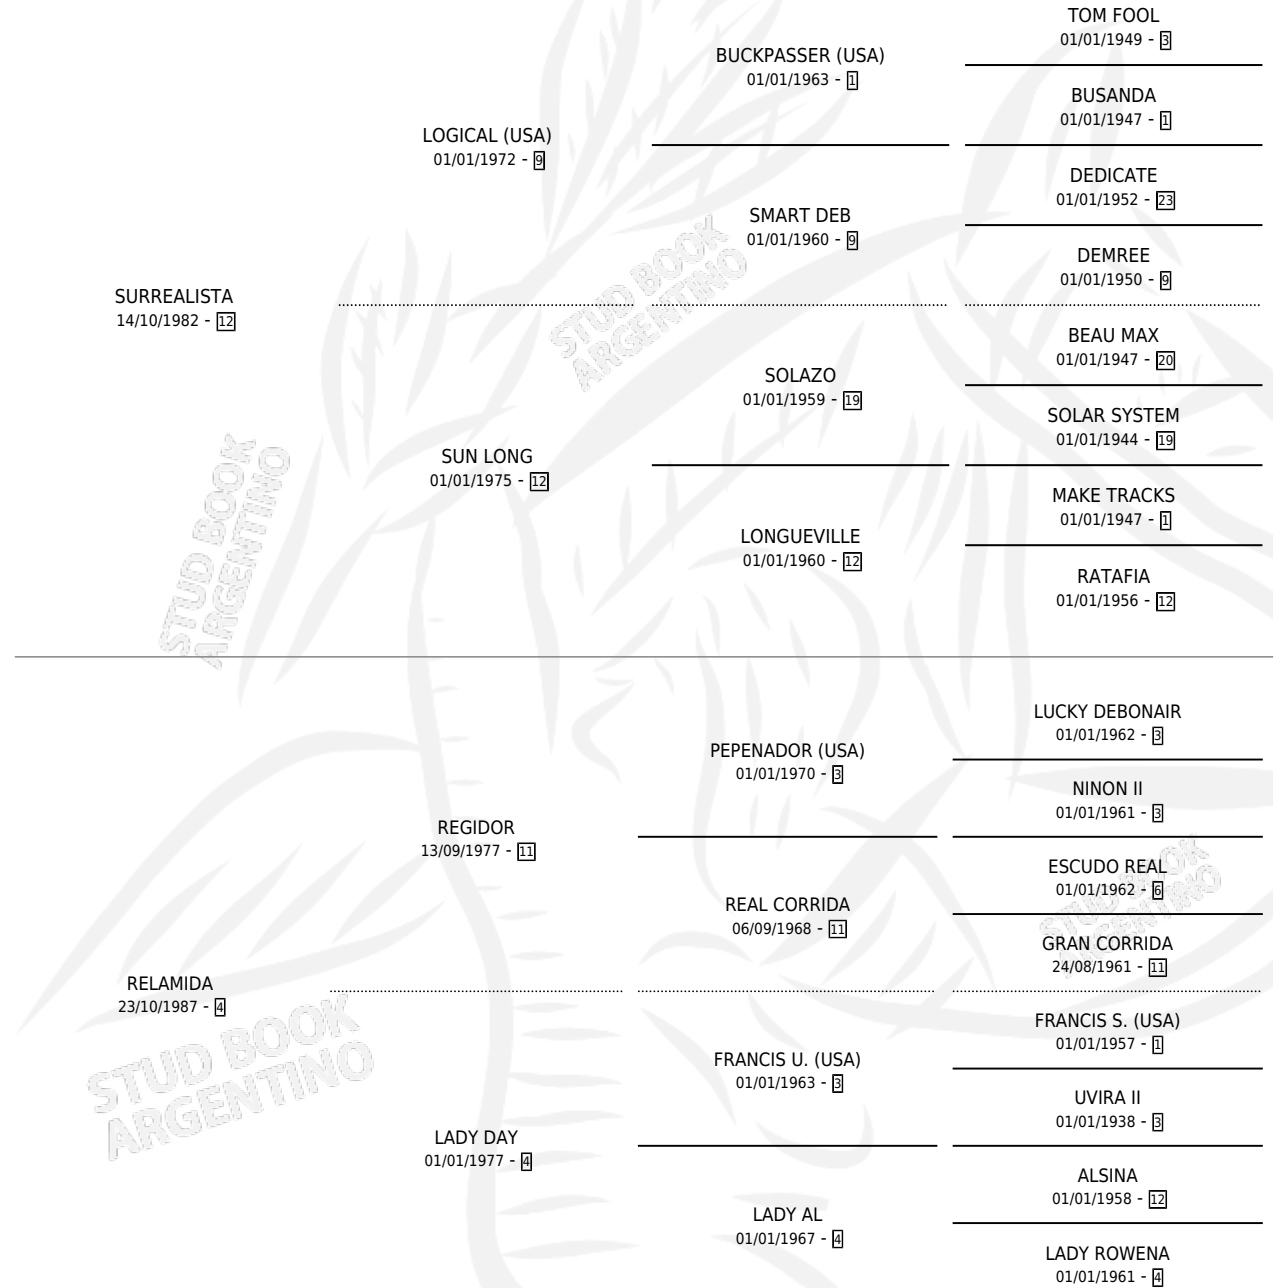 TOM FOOL
01/01/1949 - 3
BUCKPASSER (USA)
01/01/1963 - 1
BUSANDA
01/01/1947 - 1
LOGICAL (USA)
01/01/1972 - 9
DEDICATE
01/01/1952 - 23
SMART DEB
01/01/1960 - 9
DEMREE
01/01/1950 - 9
SURREALISTA
14/10/1982 - 12
BEAU MAX
01/01/1947 - 20
SOLAZO
01/01/1959 - 19
SOLAR SYSTEM
01/01/1944 - 19
SUN LONG
01/01/1975 - 12
MAKE TRACKS
01/01/1947 - 1
LONGUEVILLE
01/01/1960 - 12
RATAFIA
01/01/1956 - 12
LUCKY DEBONAIR
01/01/1962 - 3
PEPENADOR (USA)
01/01/1970 - 3
NINON II
01/01/1961 - 3
REGIDOR
13/09/1977 - 11
ESCUDO REAL
01/01/1962 - 6
REAL CORRIDA
06/09/1968 - 11
GRAN CORRIDA
24/08/1961 - 11
RELAMIDA
23/10/1987 - 4
FRANCIS S. (USA)
01/01/1957 - 1
FRANCIS U. (USA)
01/01/1963 - 3
UVIRA II
01/01/1938 - 3
LADY DAY
01/01/1977 - 4
ALSINA
01/01/1958 - 12
LADY AL
01/01/1967 - 4
LADY ROWENA
01/01/1961 - 4
STUD BOOK
ARGENTINO
STUD BOOK
ARGENTINO
STUD BOOK
ARGENTINO
STUD BOOK
ARGENTINO